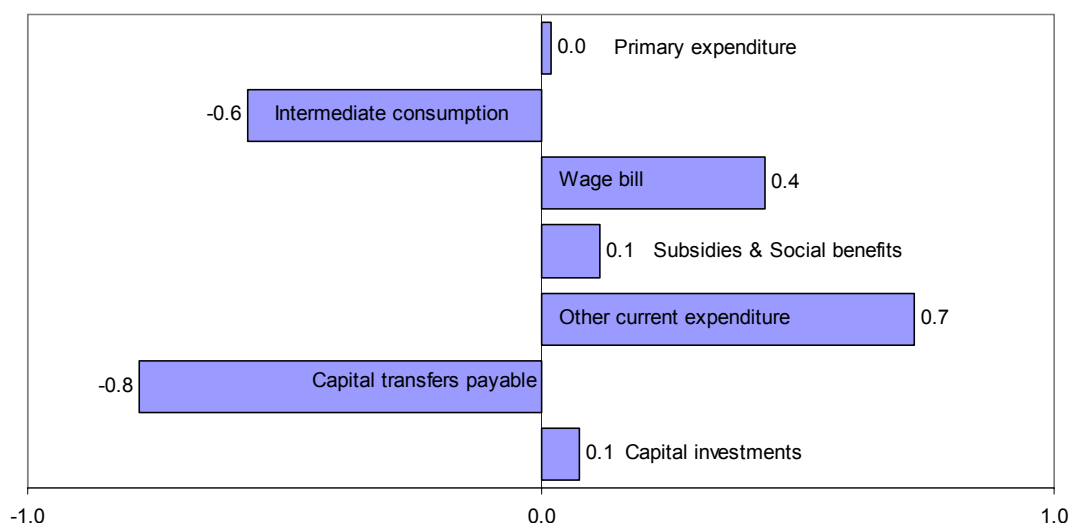 0.0 Primary expenditure
-0.6 Intermediate consumption
Wage bill 0.4
0.1 Subsidies & Social benefits
Other current expenditure 0.7
-0.8 Capital transfers payable
0.1 Capital investments
-1.0 0.0 1.0